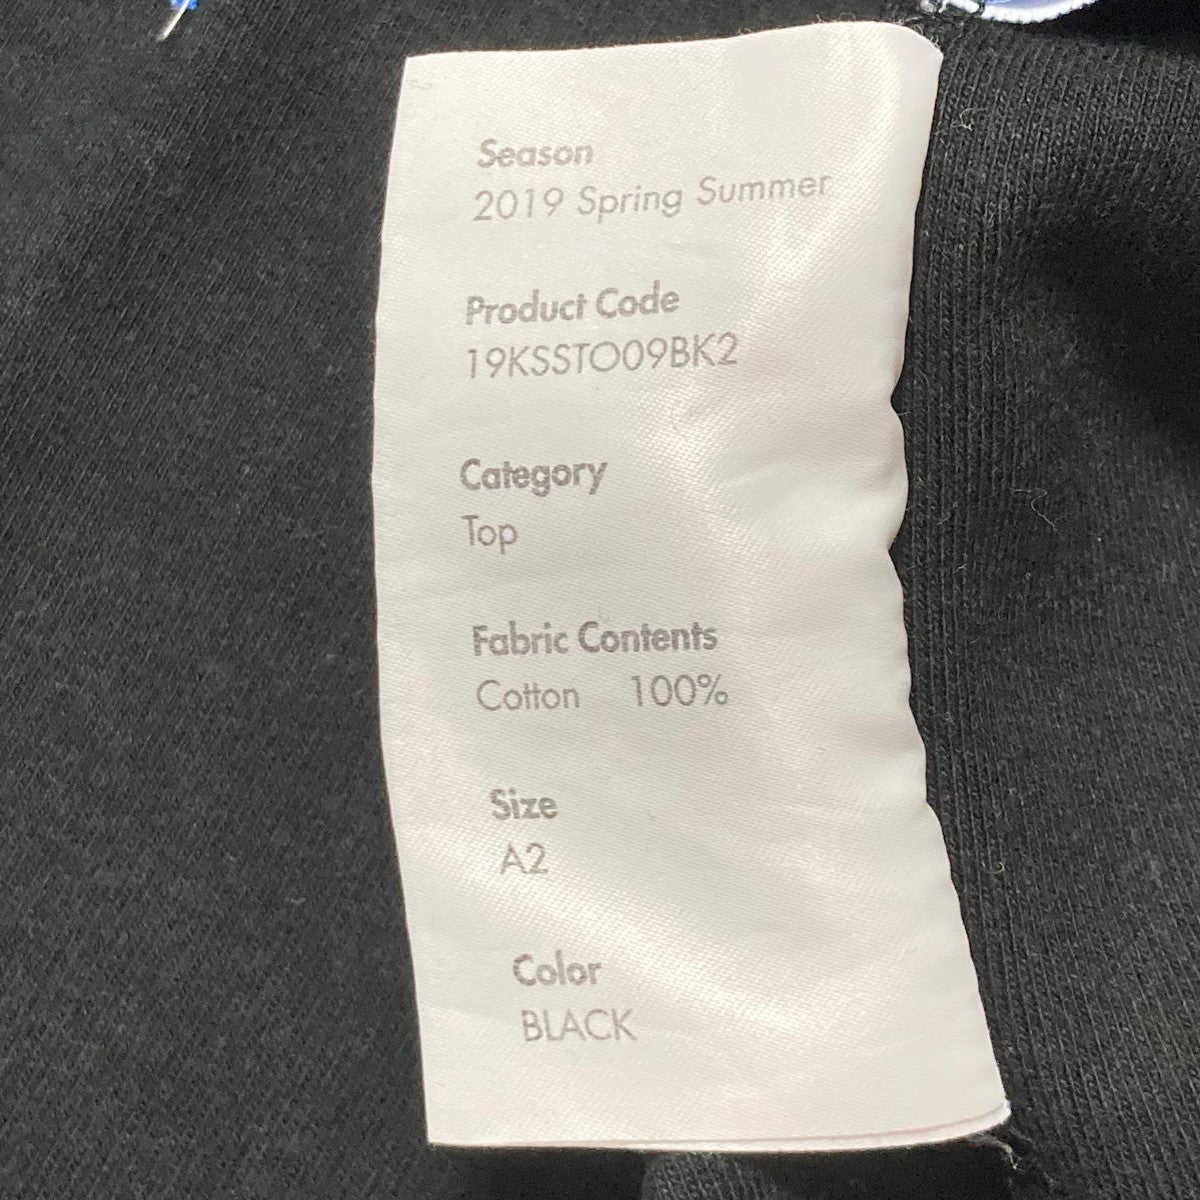 Season
2019 Spring Summer
Product Code
19KSSTO09BK2
Category
Top
Fabric Contents
Cotton 100%
Size
A2
Color
BLACK